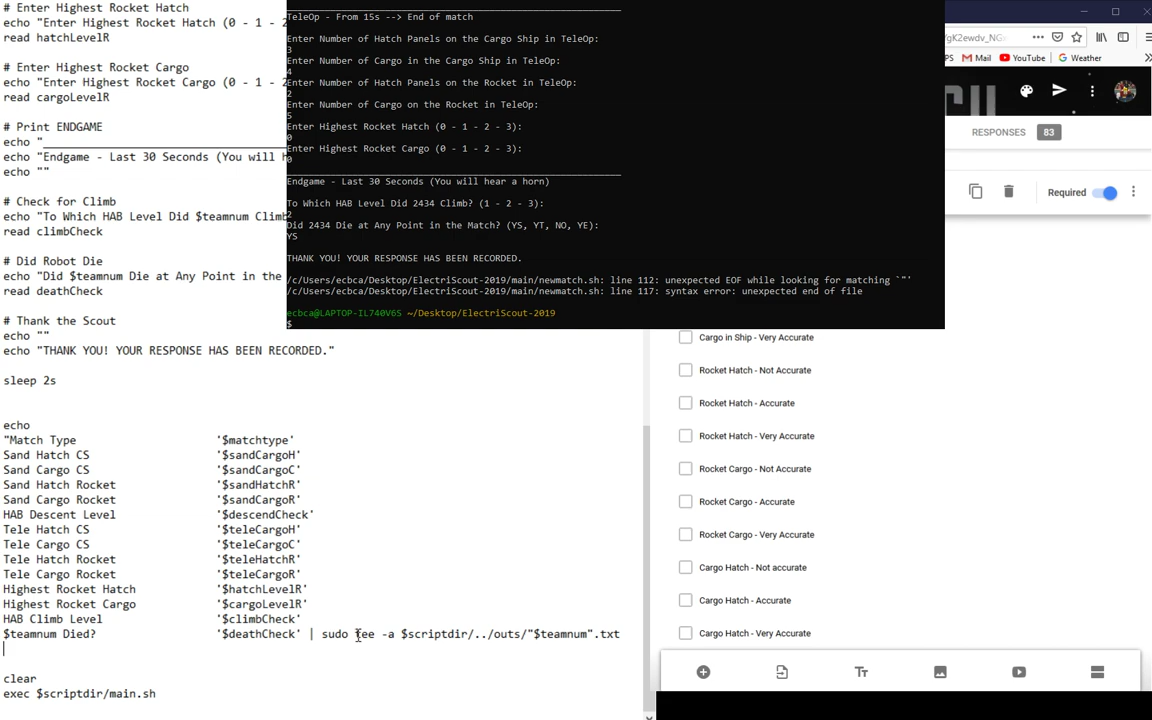 # Enter Highest Rocket Hatch
echo "Enter Highest Rocket Hatch (0 - 1 - 2
read hatchLevelR
# Enter Highest Rocket Cargo
echo "Enter Highest Rocket Cargo (0 - 1 - 2
read cargoLevelR
# Print ENDGAME
echo "
echo "Endgame - Last 30 Seconds (You will h
echo ""
# Check for Climb
echo "To Which HAB Level Did $teamnum Climb
read climbCheck
# Did Robot Die
echo "Did $teamnum Die at Any Point in the
read deathCheck
# Thank the Scout
echo ""
echo "THANK YOU! YOUR RESPONSE HAS BEEN RECORDED."
sleep 2s
echo
"Match Type '$matchtype'
Sand Hatch CS '$sandCargoH'
Sand Cargo CS '$sandCargoC'
Sand Hatch Rocket '$sandHatchR'
Sand Cargo Rocket '$sandCargoR'
HAB Descent Level '$descendCheck'
Tele Hatch CS '$teleCargoH'
Tele Cargo CS '$teleCargoC'
Tele Hatch Rocket '$teleHatchR'
Tele Cargo Rocket '$teleCargoR'
Highest Rocket Hatch '$hatchLevelR'
Highest Rocket Cargo '$cargoLevelR'
HAB Climb Level '$climbCheck'
$teamnum Died? '$deathCheck' | sudo tee -a $scriptdir/../outs/"$teamnum".txt
clear
exec $scriptdir/main.sh
TeleOp - From 15s --> End of match
Enter Number of Hatch Panels on the Cargo Ship in TeleOp:
3
Enter Number of Cargo in the Cargo Ship in TeleOp:
4
Enter Number of Hatch Panels on the Rocket in TeleOp:
2
Enter Number of Cargo on the Rocket in TeleOp:
5
Enter Highest Rocket Hatch (0 - 1 - 2 - 3):
0
Enter Highest Rocket Cargo (0 - 1 - 2 - 3):
0
Endgame - Last 30 Seconds (You will hear a horn)
To Which HAB Level Did 2434 Climb? (1 - 2 - 3):
2
Did 2434 Die at Any Point in the Match? (YS, YT, NO, YE):
YS
THANK YOU! YOUR RESPONSE HAS BEEN RECORDED.
/c/Users/ecbca/Desktop/ElectriScout-2019/main/newmatch.sh: line 112: unexpected EOF while looking for matching `"'
/c/Users/ecbca/Desktop/ElectriScout-2019/main/newmatch.sh: line 117: syntax error: unexpected end of file
ecbca@LAPTOP-IL740V6S ~/Desktop/ElectriScout-2019
$
/gK2ewdv_NG
PS Mail YouTube Weather
RESPONSES 83
Required
Cargo in Ship - Very Accurate
Rocket Hatch - Not Accurate
Rocket Hatch - Accurate
Rocket Hatch - Very Accurate
Rocket Cargo - Not Accurate
Rocket Cargo - Accurate
Rocket Cargo - Very Accurate
Cargo Hatch - Not accurate
Cargo Hatch - Accurate
Cargo Hatch - Very Accurate
Tт